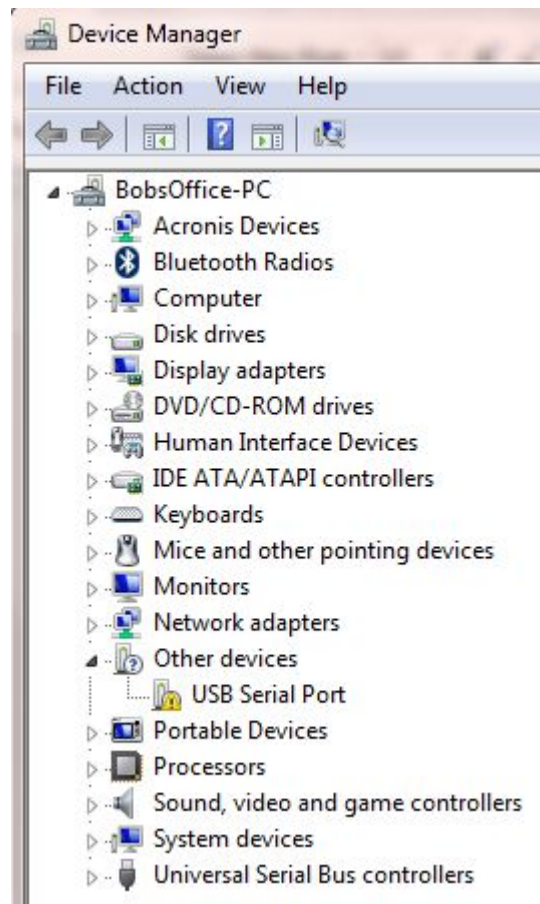 Device Manager
File Action View Help
BobsOffice-PC
Acronis Devices
Bluetooth Radios
Computer
Disk drives
Display adapters
DVD/CD-ROM drives
Human Interface Devices
IDE ATA/ATAPI controllers
Keyboards
Mice and other pointing devices
Monitors
Network adapters
Other devices
USB Serial Port
Portable Devices
Processors
Sound, video and game controllers
System devices
Universal Serial Bus controllers